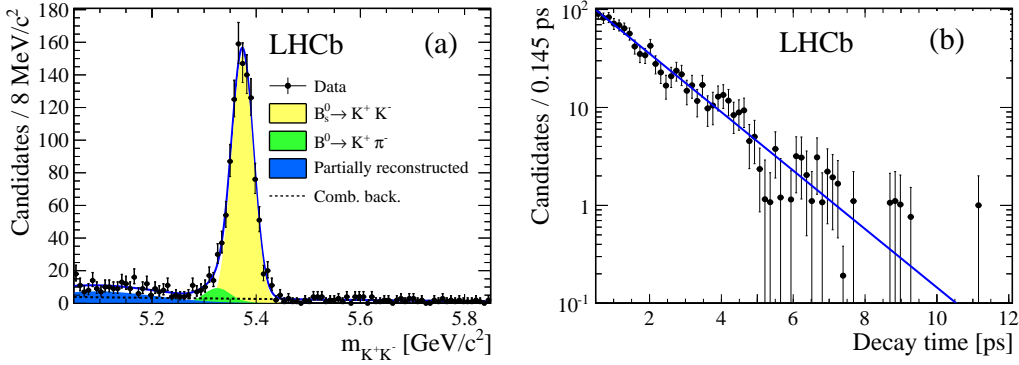 Candidates / 8 MeV/c²
180
160
140
120
100
80
60
40
20
0
LHCb
(a)
Data
B⁰ₛ → K⁺ K⁻
B⁰ → K⁺ π⁻
Partially reconstructed
Comb. back.
5.2
5.4
5.6
5.8
m_K⁺K⁻ [GeV/c²]
Candidates / 0.145 ps
10²
10
1
10⁻¹
LHCb
(b)
2
4
6
8
10
12
Decay time [ps]